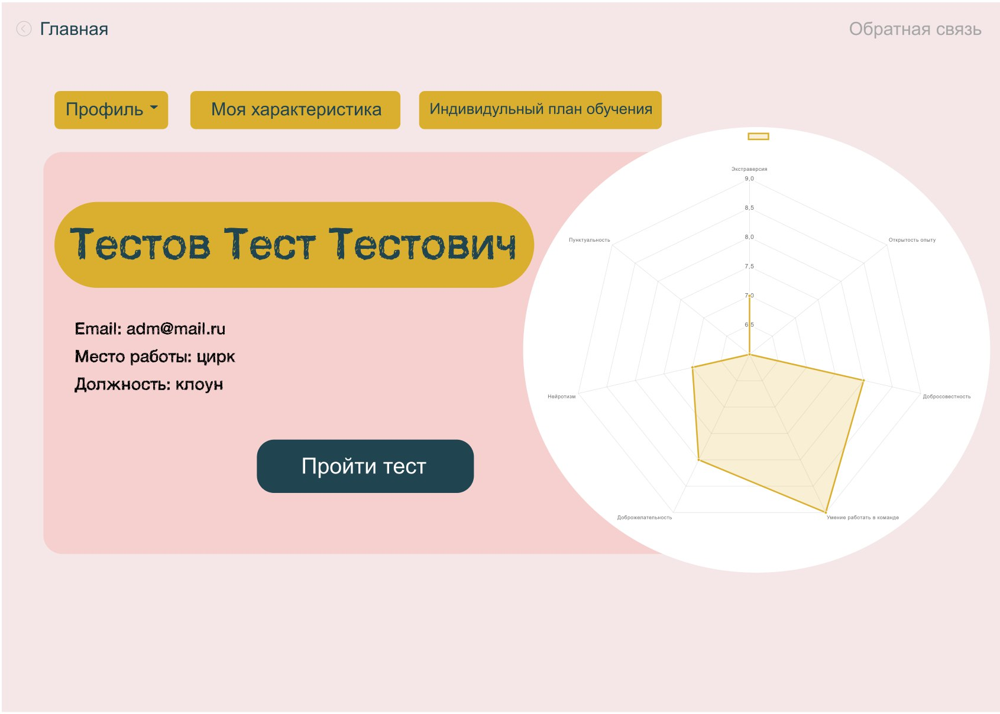 Главная
Обратная связь
Профиль
Моя характеристика
Индивидульный план обучения
Тестов Тест Тестович
Email: adm@mail.ru
Место работы: цирк
Должность: клоун
Пройти тест
Экстраверсия
9,0
8,5
8,0
7,5
7,0
6,5
Открытость опыту
Добросовестность
Умение работать в команде
Доброжелательность
Нейротизм
Пунктуальность